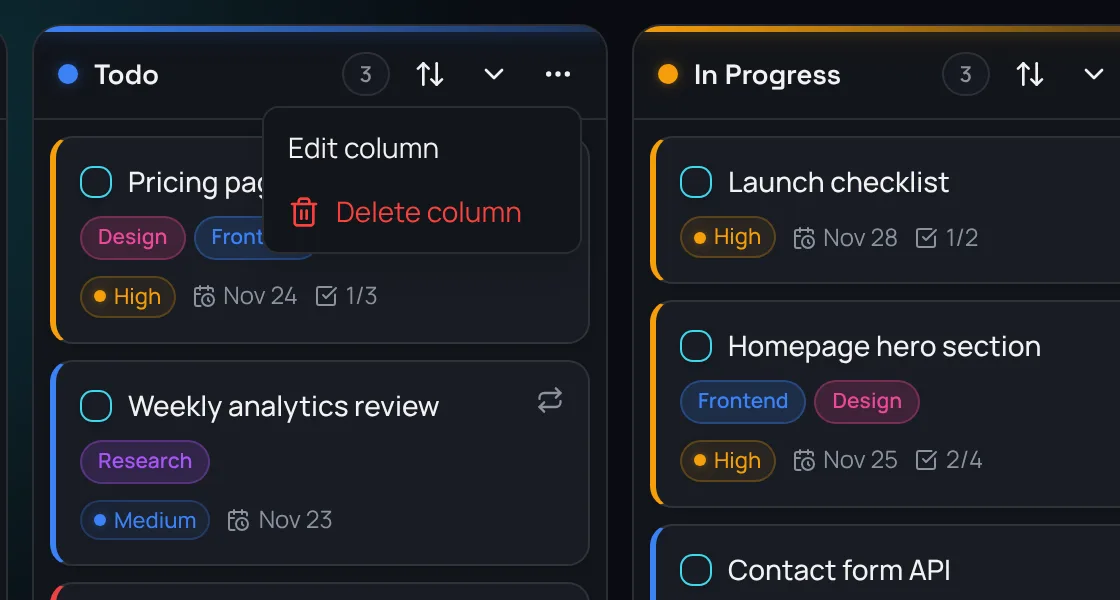 Todo
3
Edit column
Delete column
Pricing
Design
High
Nov 24
1/3
Weekly analytics review
Research
Medium
Nov 23
In Progress
3
Launch checklist
High
Nov 28
1/2
Homepage hero section
Frontend
Design
High
Nov 25
2/4
Contact form API